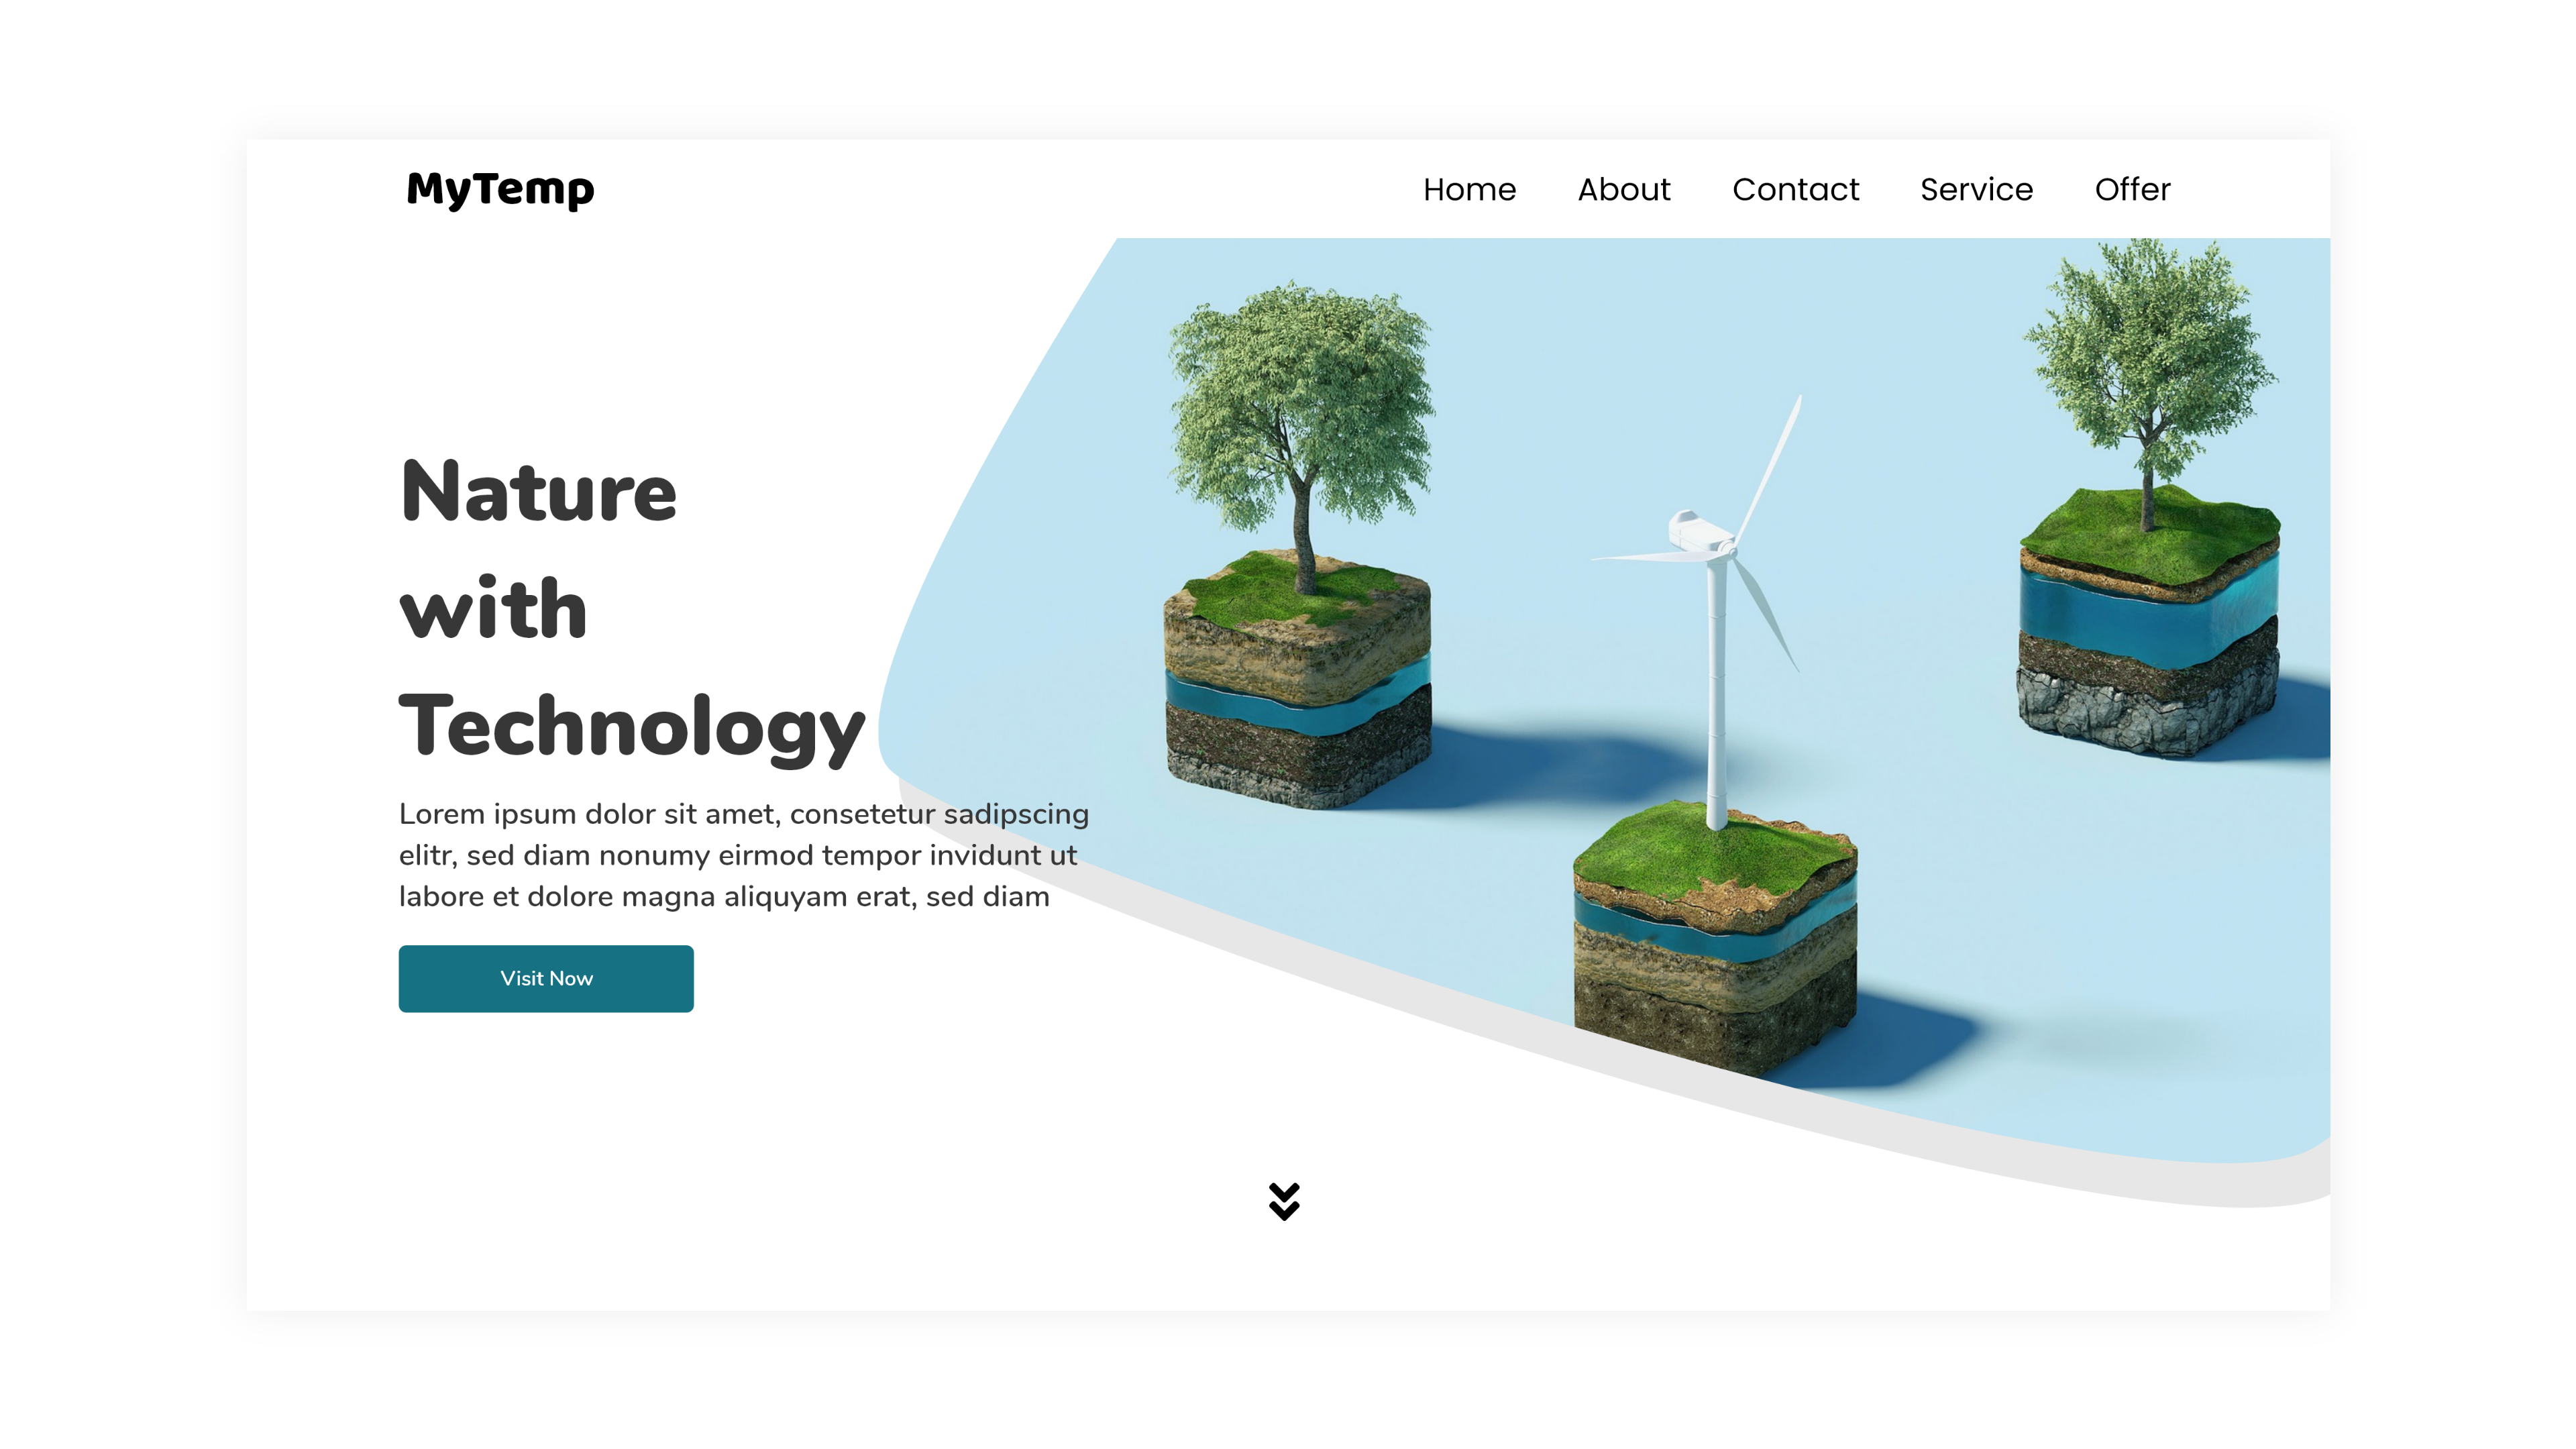 MyTemp
Home About Contact Service Offer
Nature
with
Technology
Lorem ipsum dolor sit amet, consetetur sadipscing
elitr, sed diam nonumy eirmod tempor invidunt ut
labore et dolore magna aliquyam erat, sed diam
Visit Now